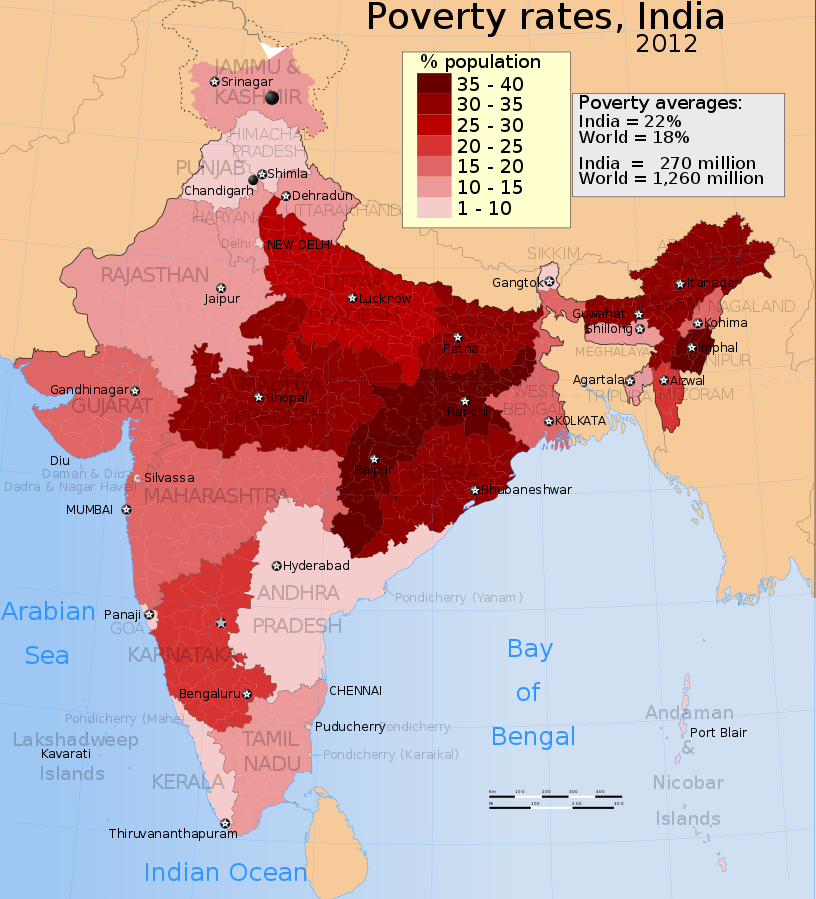 Poverty rates, India
2012
% population
35 - 40
30 - 35
25 - 30
20 - 25
15 - 20
10 - 15
1 - 10
Poverty averages:
India = 22%
World = 18%
India = 270 million
World = 1,260 million
JAMMU &
Srinagar
KASHMIR
HIMACHA
PRADESH
PUNJAB
Shimla
Chandigarh
Dehradun
UTTARAKHAND
HARYANA
Delhi
NEW DELHI
SIKKIM
RAJASTHAN
Gangtok
Itanagar
UTTAR
Jaipur
Lucknow
PRADESH
NAGALAND
Guwahati
Kohima
Shillong
Patna
Imphal
MEGHALAYA
NIPUR
Agartala
Aizwal
MADHYA
Gandhinagar
WEST
TRIPURA
MIZORAM
Bhopal
GUJARAT
Ranchi
BENGAL
KOLKATA
Diu
Raipur
ORISSA
Daman & Diu
Silvassa
Dadra & Nagar Haveli
Bhubaneshwar
MAHARASHTRA
MUMBAI
Hyderabad
ANDHRA
Pondicherry (Yanam)
Arabian
Panaji
GOA
PRADESH
Sea
KARNATAKA
Bay
of
Bengal
Bengaluru
CHENNAI
Pondicherry (Mahe)
Puducherry
Pondicherry
Andaman
Port Blair
&
Nicobar
Islands
Lakshadweep
Kavarati
Islands
TAMIL
NADU
Pondicherry (Karaikal)
KERALA
Thiruvananthapuram
Indian Ocean